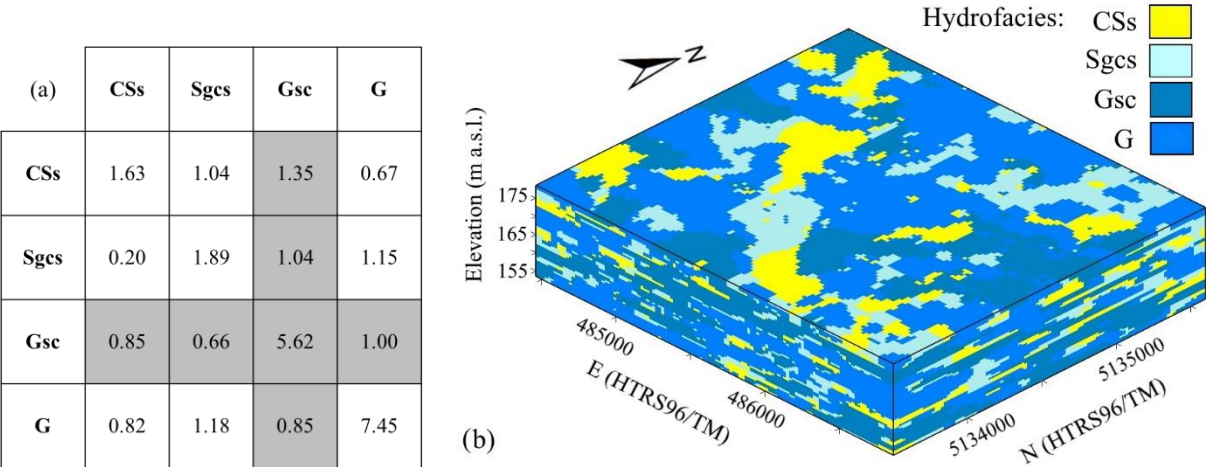 (a) CSs Sgcs Gsc G
CSs 1.63 1.04 1.35 0.67
Sgcs 0.20 1.89 1.04 1.15
Gsc 0.85 0.66 5.62 1.00
G 0.82 1.18 0.85 7.45
(b)
Hydrofacies: CSs
Sgcs
Gsc
G
N
Elevation (m a.s.l.)
175
165
155
485000
486000
E (HTRS96/TM)
5134000
5135000
N (HTRS96/TM)